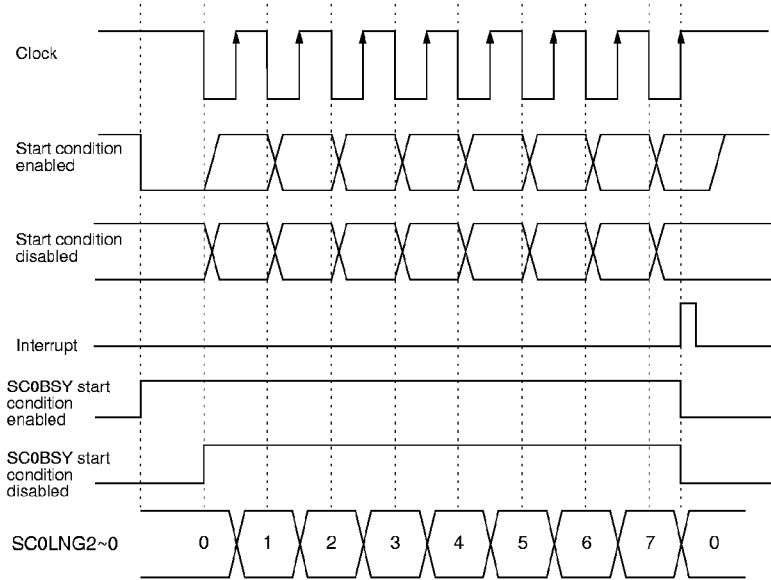 Clock
Start condition
enabled
Start condition
disabled
Interrupt
SC0BSY start
condition
enabled
SC0BSY start
condition
disabled
SC0LNG2~0 0 1 2 3 4 5 6 7 0